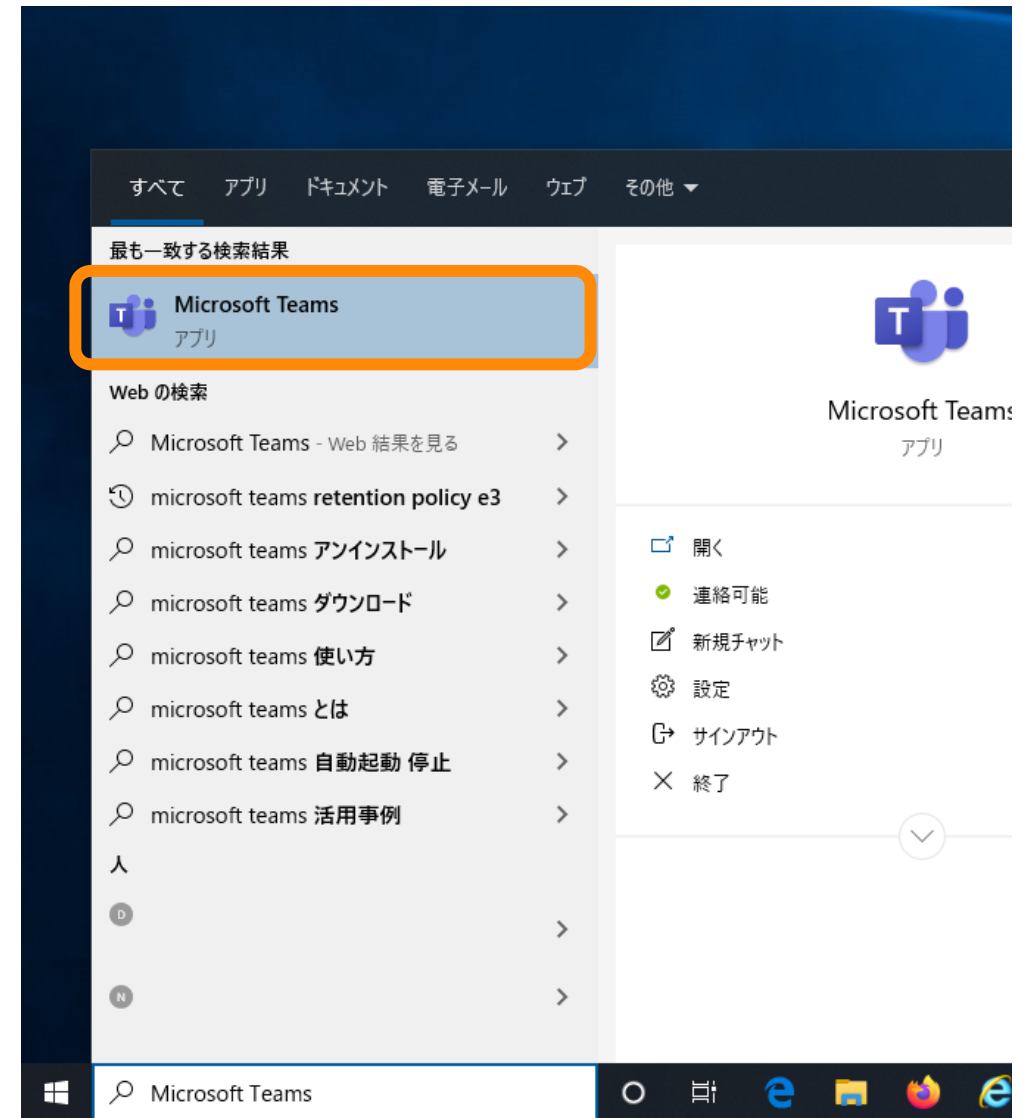 すべて アプリ ドキュメント 電子メール ウェブ その他
最も一致する検索結果
Microsoft Teams
アプリ
Web の検索
Microsoft Teams - Web 結果を見る
microsoft teams retention policy e3
microsoft teams アンインストール
microsoft teams ダウンロード
microsoft teams 使い方
microsoft teams とは
microsoft teams 自動起動 停止
microsoft teams 活用事例
人
D
N
Microsoft Teams
アプリ
開く
連絡可能
新規チャット
設定
サインアウト
終了
Microsoft Teams